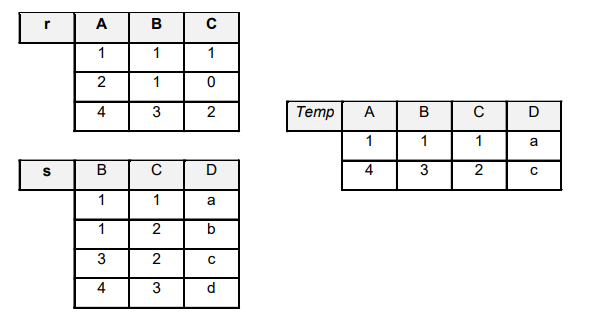 r A B C
1 1 1
2 1 0
4 3 2
s B C D
1 1 a
1 2 b
3 2 c
4 3 d
Temp A B C D
1 1 1 a
4 3 2 c